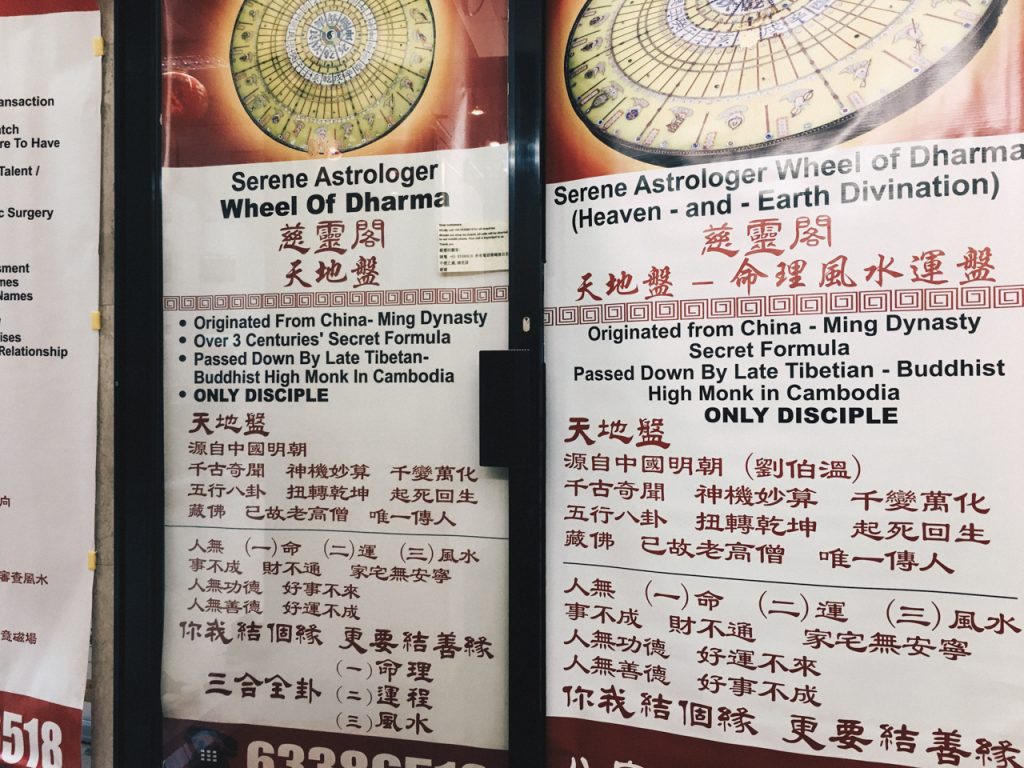 ansaction
atch
re To Have
Talent /
c Surgery
sment
mes
Names
ises
Relationship
向
審查風水
磁場
6518
Serene Astrologer
Wheel Of Dharma
慈靈閣
天地盤
• Originated From China- Ming Dynasty
• Over 3 Centuries' Secret Formula
• Passed Down By Late Tibetan-
Buddhist High Monk In Cambodia
• ONLY DISCIPLE
天地盤
源自中國明朝
千古奇聞 神機妙算 千變萬化
五行八卦 扭轉乾坤 起死回生
藏佛 已故老高僧 唯一傳人
人無 (一)命 (二)運 (三)風水
事不成 財不通 家宅無安寧
人無功德 好事不來
人無善德 好運不成
你我結個緣 更要結善緣
三合全卦 (一)命理
(二)運程
(三)風水
63386518
Serene Astrologer Wheel of Dharma
(Heaven - and - Earth Divination)
慈靈閣
天地盤 – 命理風水運盤
Originated from China - Ming Dynasty
Secret Formula
Passed Down By Late Tibetian - Buddhist
High Monk in Cambodia
ONLY DISCIPLE
天地盤
源自中國明朝 (劉伯溫)
千古奇聞 神機妙算 千變萬化
五行八卦 扭轉乾坤 起死回生
藏佛 已故老高僧 唯一傳人
人無 (一)命 (二)運 (三)風水
事不成 財不通 家宅無安寧
人無功德 好運不來
人無善德 好事不成
你我結個緣 更要結善緣